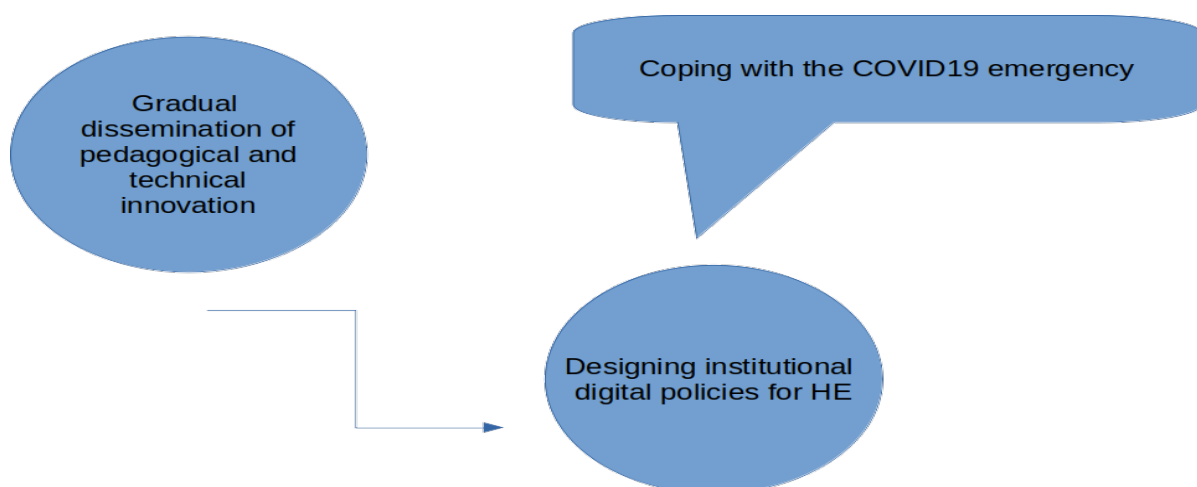 Gradual
dissemination of
pedagogical and
technical
innovation
Coping with the COVID19 emergency
Designing institutional
digital policies for HE